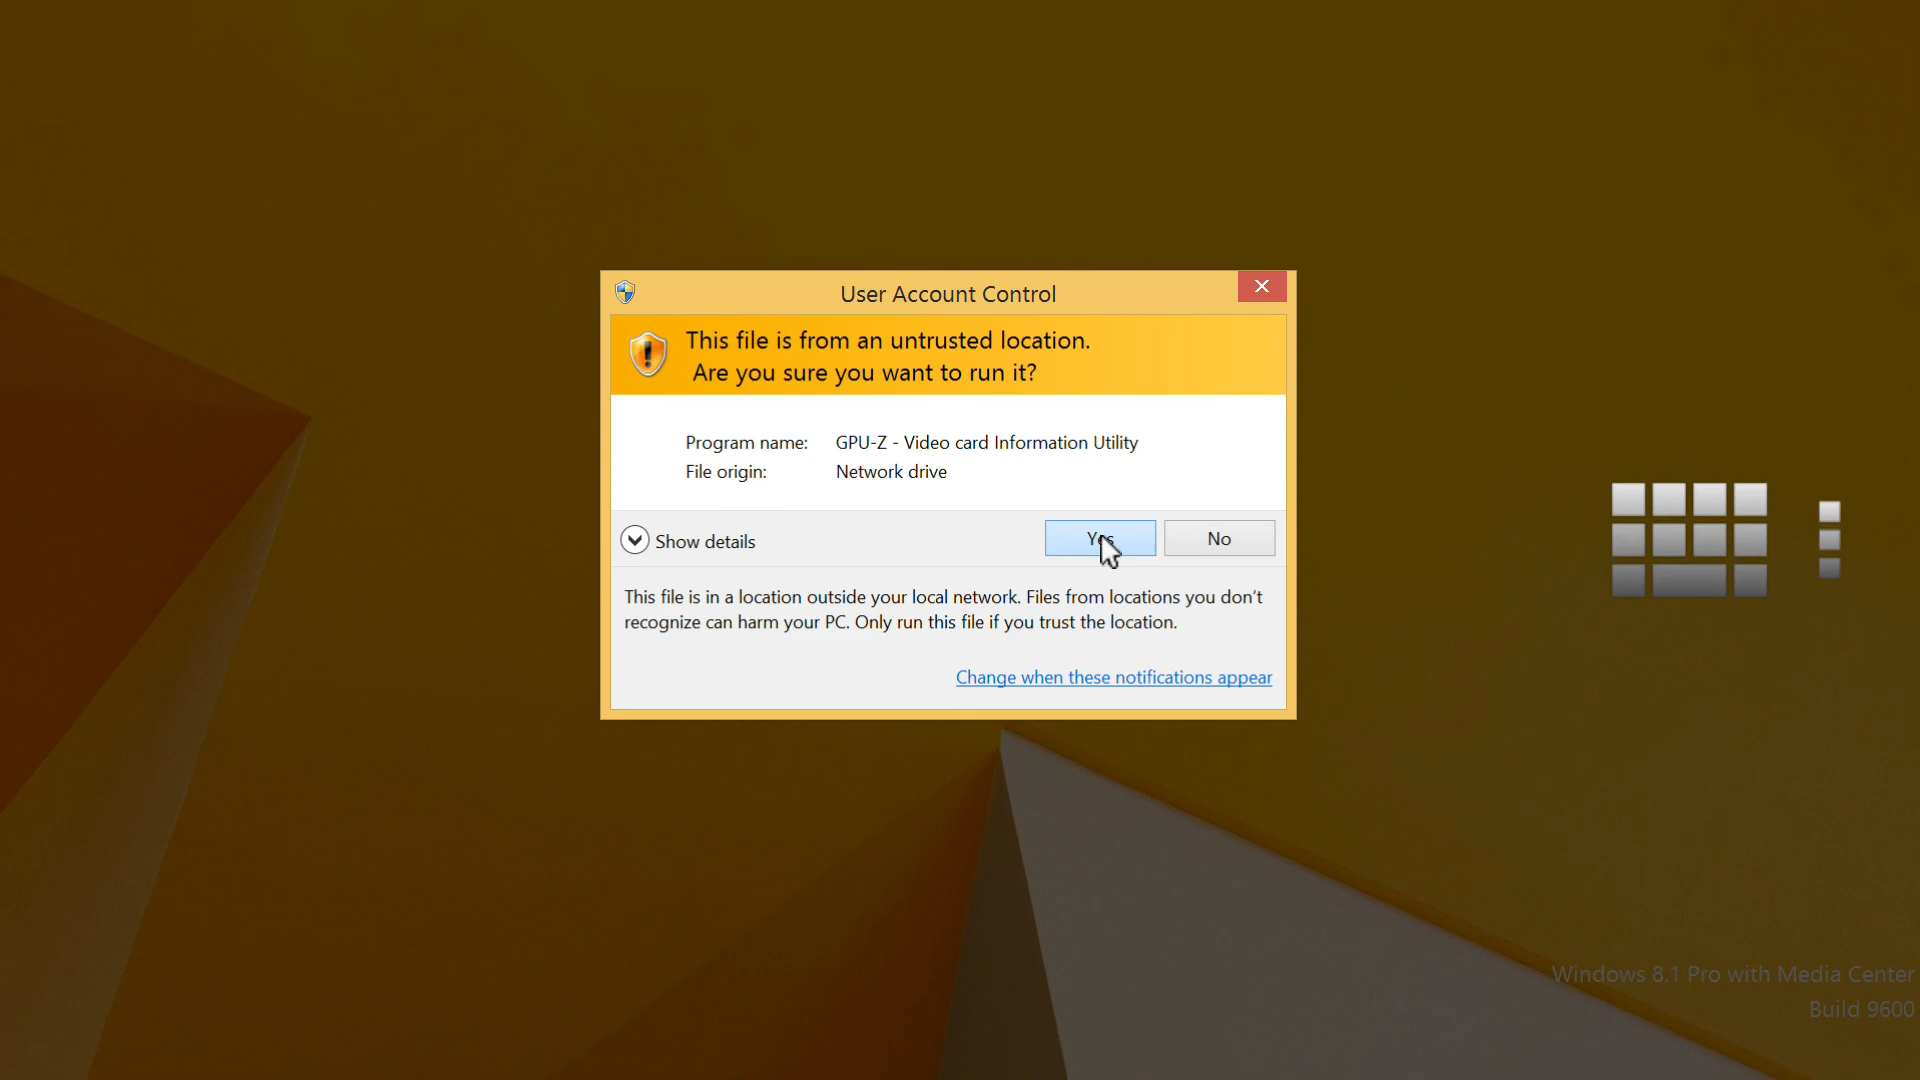 User Account Control
This file is from an untrusted location.
Are you sure you want to run it?
Program name: GPU-Z - Video card Information Utility
File origin: Network drive
Show details
Yes
No
This file is in a location outside your local network. Files from locations you don't
recognize can harm your PC. Only run this file if you trust the location.
Change when these notifications appear
Windows 8.1 Pro with Media Center
Build 9600